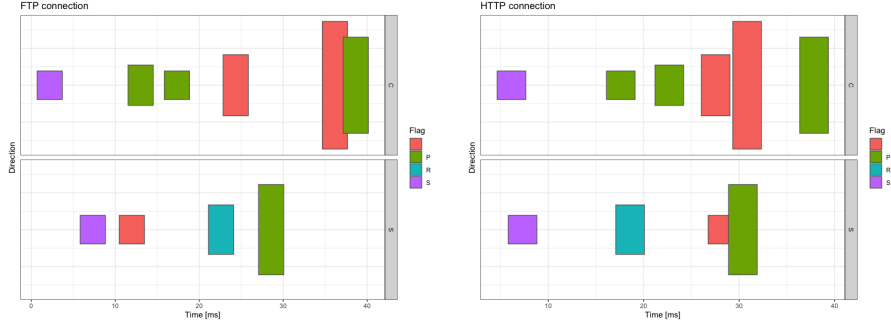 FTP connection
C
S
Direction
0
10
20
30
40
Time [ms]
Flag
P
R
S
HTTP connection
C
S
Direction
10
20
30
40
Time [ms]
Flag
P
R
S